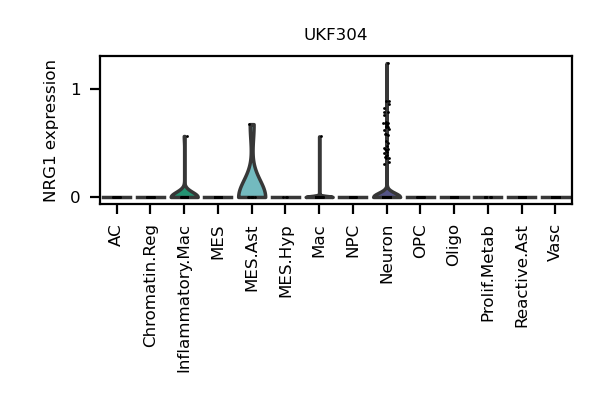 UKF304
NRG1 expression
1
0
AC
Chromatin.Reg
Inflammatory.Mac
MES
MES.Ast
MES.Hyp
Mac
NPC
Neuron
OPC
Oligo
Prolif.Metab
Reactive.Ast
Vasc